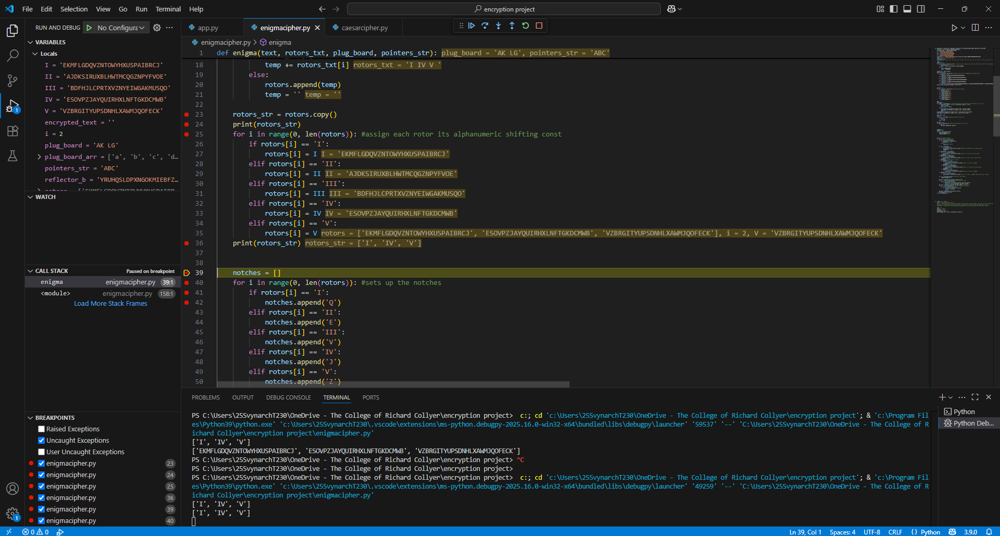 File Edit Selection View Go Run Terminal Help
encryption project
RUN AND DEBUG No Configura
app.py enigmacipher.py caesarcipher.py
enigmacipher.py > enigma
VARIABLES
Locals
I = 'EKMFLGDQVZNTOWYHXUSPAIBRCJ'
II = 'AJDKSIRUXBLHWTMCQGZNPYFVOE'
III = 'BDFHJLCPRTXVZNYEIWGAKMUSQO'
IV = 'ESOVPZJAYQUIRHXLNFTGKDCMWB'
V = 'VZBRGITYUPSDNHLXAWMJQOFECK'
encrypted_text = ''
i = 2
plug_board = 'AK LG'
plug_board_arr = ['a', 'b', 'c', 'd…
pointers_str = 'ABC'
reflector_b = 'YRUHQSLDPXNGOKMIEBFZ…
WATCH
CALL STACK Paused on breakpoint
enigma enigmacipher.py 39:1
<module> enigmacipher.py 158:1
Load More Stack Frames
BREAKPOINTS
Raised Exceptions
Uncaught Exceptions
User Uncaught Exceptions
enigmacipher.py 23
enigmacipher.py 24
enigmacipher.py 25
enigmacipher.py 36
enigmacipher.py 39
enigmacipher.py 40
1 def enigma(text, rotors_txt, plug_board, pointers_str): plug_board = 'AK LG', pointers_str = 'ABC'
18 temp += rotors_txt[i] rotors_txt = 'I IV V '
19 else:
20 rotors.append(temp)
21 temp = '' temp = ''
22
23 rotors_str = rotors.copy()
24 print(rotors_str)
25 for i in range(0, len(rotors)): #assign each rotor its alphanumeric shifting const
26 if rotors[i] == 'I':
27 rotors[i] = I I = 'EKMFLGDQVZNTOWYHXUSPAIBRCJ'
28 elif rotors[i] == 'II':
29 rotors[i] = II II = 'AJDKSIRUXBLHWTMCQGZNPYFVOE'
30 elif rotors[i] == 'III':
31 rotors[i] = III III = 'BDFHJLCPRTXVZNYEIWGAKMUSQO'
32 elif rotors[i] == 'IV':
33 rotors[i] = IV IV = 'ESOVPZJAYQUIRHXLNFTGKDCMWB'
34 elif rotors[i] == 'V':
35 rotors[i] = V rotors = ['EKMFLGDQVZNTOWYHXUSPAIBRCJ', 'ESOVPZJAYQUIRHXLNFTGKDCMWB', 'VZBRGITYUPSDNHLXAWMJQOFECK'], i = 2, V = 'VZBRGITYUPSDNHLXAWMJQOFECK'
36 print(rotors_str) rotors_str = ['I', 'IV', 'V']
37
38
39 notches = []
40 for i in range(0, len(rotors)): #sets up the notches
41 if rotors[i] == 'I':
42 notches.append('Q')
43 elif rotors[i] == 'II':
44 notches.append('E')
45 elif rotors[i] == 'III':
46 notches.append('V')
47 elif rotors[i] == 'IV':
48 notches.append('J')
49 elif rotors[i] == 'V':
50 notches.append('Z')
PROBLEMS OUTPUT DEBUG CONSOLE TERMINAL PORTS
PS C:\Users\25SvynarchT230\OneDrive - The College of Richard Collyer\encryption project> c:; cd 'c:\Users\25SvynarchT230\OneDrive - The College of Richard Collyer\encryption project'; & 'c:\Program Fil
es\Python39\python.exe' 'c:\Users\25SvynarchT230\.vscode\extensions\ms-python.debugpy-2025.16.0-win32-x64\bundled\libs\debugpy\launcher' '59537' '--' 'C:\Users\25SvynarchT230\OneDrive - The College of R
ichard Collyer\encryption project\enigmacipher.py'
['I', 'IV', 'V']
['EKMFLGDQVZNTOWYHXUSPAIBRCJ', 'ESOVPZJAYQUIRHXLNFTGKDCMWB', 'VZBRGITYUPSDNHLXAWMJQOFECK']
PS C:\Users\25SvynarchT230\OneDrive - The College of Richard Collyer\encryption project> ^C
PS C:\Users\25SvynarchT230\OneDrive - The College of Richard Collyer\encryption project>
PS C:\Users\25SvynarchT230\OneDrive - The College of Richard Collyer\encryption project> c:; cd 'c:\Users\25SvynarchT230\OneDrive - The College of Richard Collyer\encryption project'; & 'c:\Program Fil
es\Python39\python.exe' 'c:\Users\25SvynarchT230\.vscode\extensions\ms-python.debugpy-2025.16.0-win32-x64\bundled\libs\debugpy\launcher' '49259' '--' 'C:\Users\25SvynarchT230\OneDrive - The College of R
ichard Collyer\encryption project\enigmacipher.py'
['I', 'IV', 'V']
['I', 'IV', 'V']
Python
Python Deb...
0 0
Ln 39, Col 1 Spaces: 4 UTF-8 CRLF {} Python 3.9.0